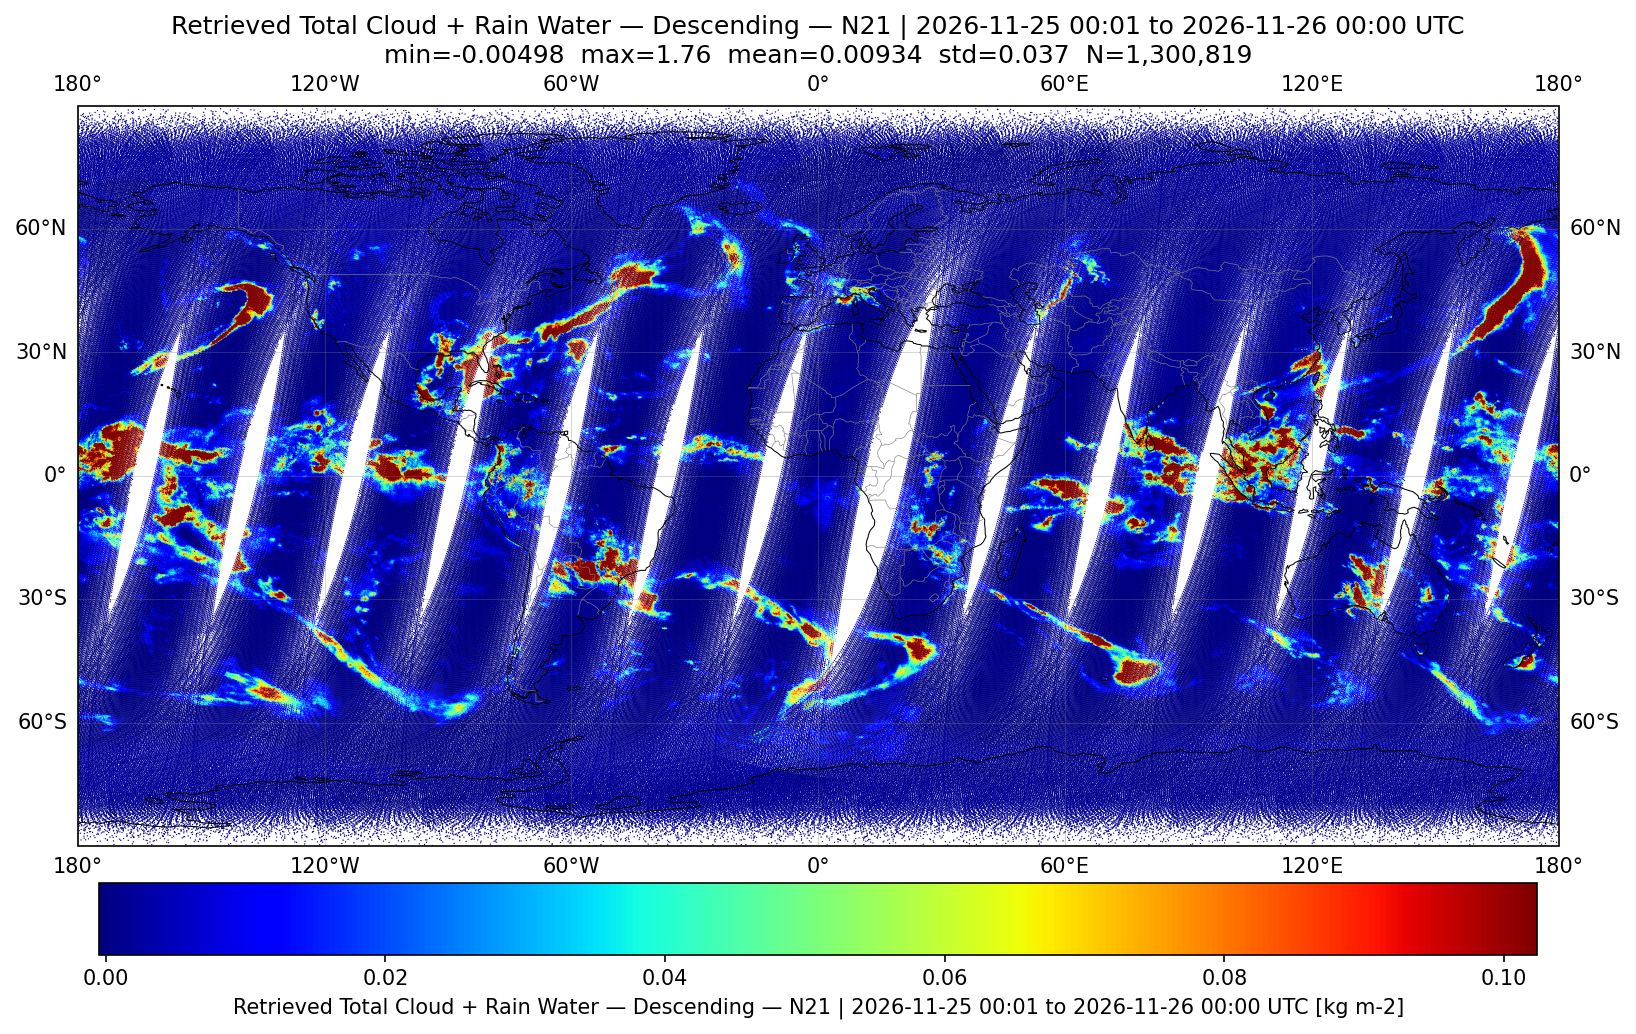 Retrieved Total Cloud + Rain Water — Descending — N21 | 2026-11-25 00:01 to 2026-11-26 00:00 UTC
min=-0.00498 max=1.76 mean=0.00934 std=0.037 N=1,300,819
180° 120°W 60°W 0° 60°E 120°E 180°
60°N 60°N
30°N 30°N
0° 0°
30°S 30°S
60°S 60°S
180° 120°W 60°W 0° 60°E 120°E 180°
0.00 0.02 0.04 0.06 0.08 0.10
Retrieved Total Cloud + Rain Water — Descending — N21 | 2026-11-25 00:01 to 2026-11-26 00:00 UTC [kg m-2]